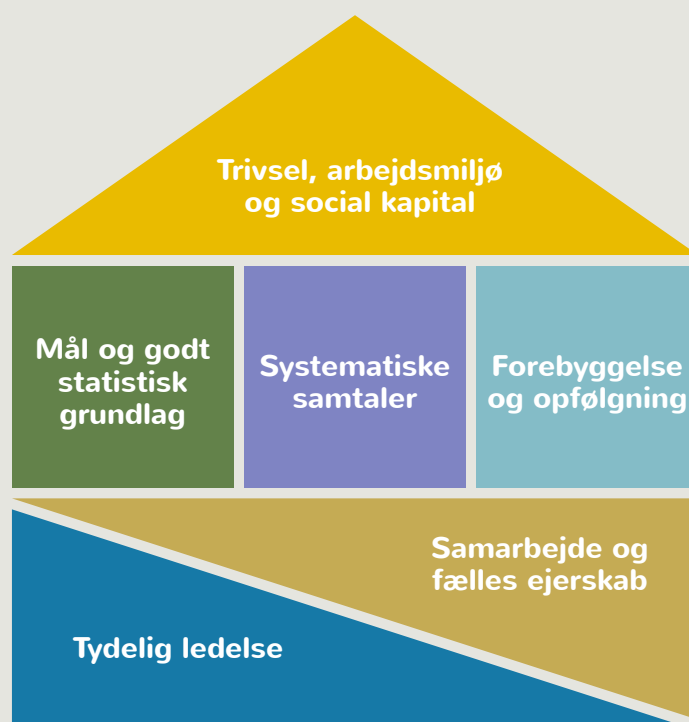 Trivsel, arbejdsmiljø
og social kapital
Mål og godt
statistisk
grundlag
Systematiske
samtaler
Forebyggelse
og opfølgning
Samarbejde og
fælles ejerskab
Tydelig ledelse